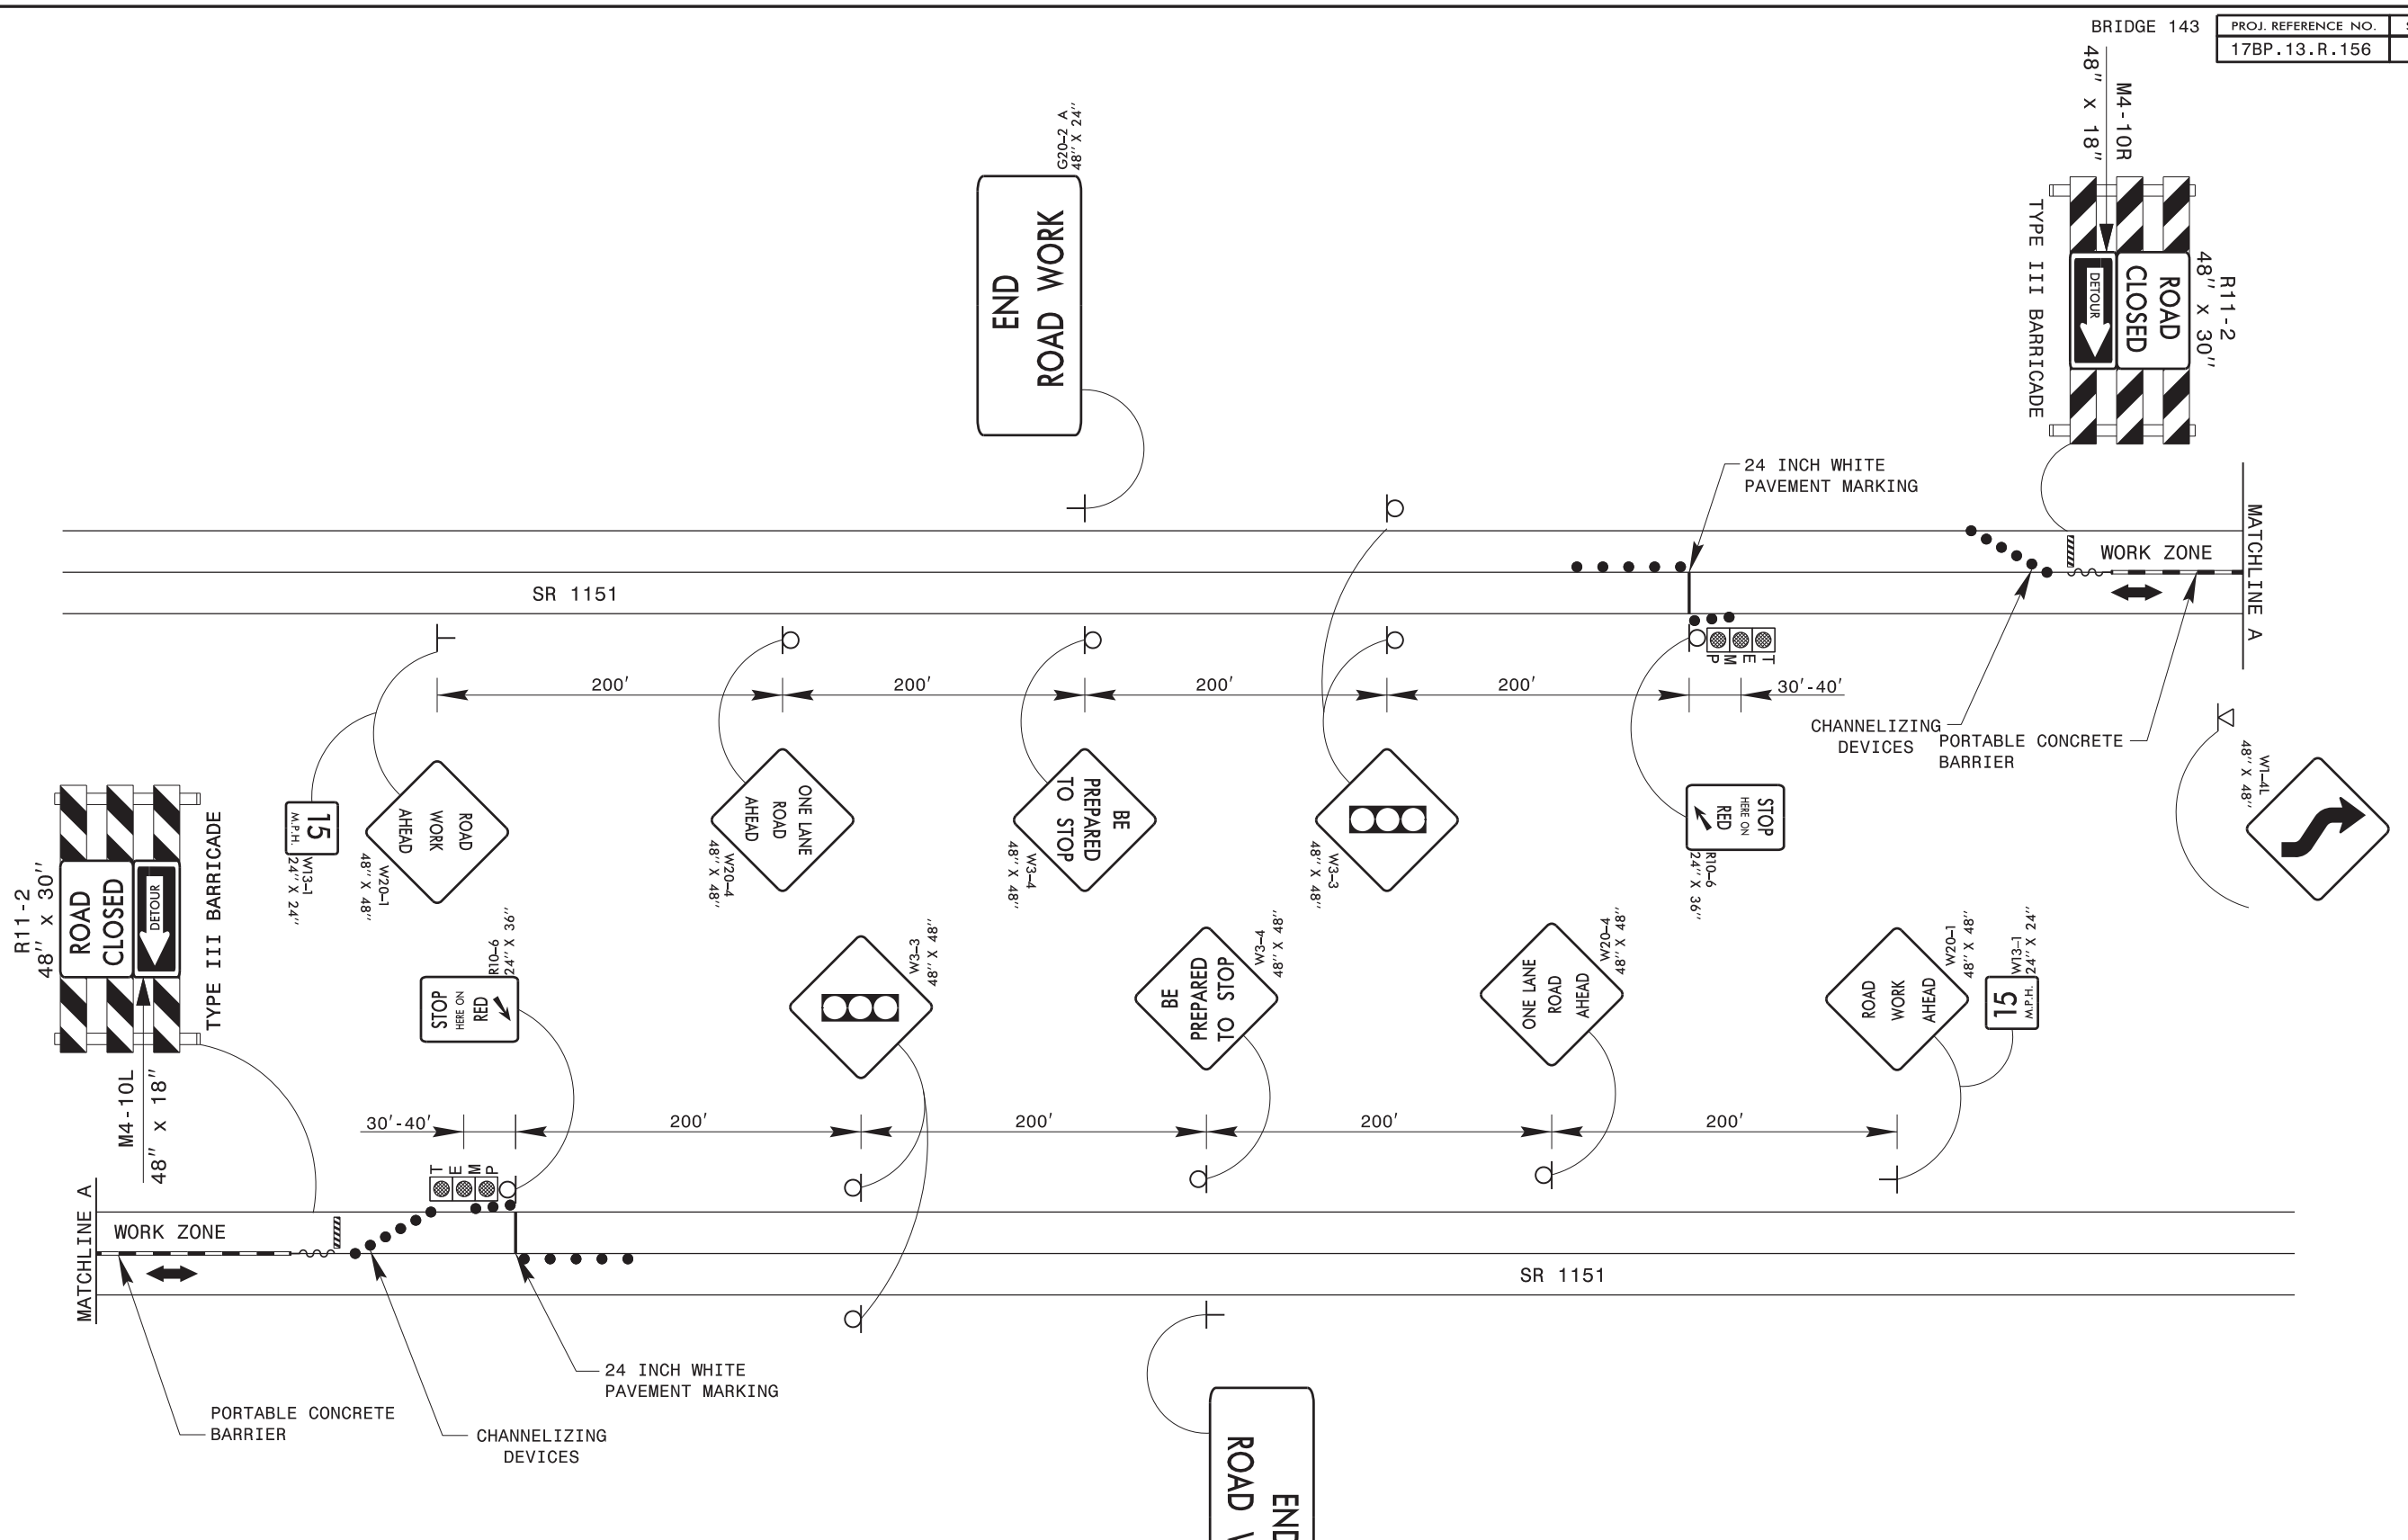 BRIDGE 143
PROJ. REFERENCE NO.
17BP.13.R.156
M4-10R
48" X 18"
G20-2 A
48" X 24"
END
ROAD WORK
TYPE III BARRICADE
ROAD
CLOSED
DETOUR
R11-2
48" X 30"
24 INCH WHITE
PAVEMENT MARKING
WORK ZONE
MATCHLINE A
SR 1151
TEMP
200'
200'
200'
200'
30'-40'
CHANNELIZING
DEVICES
PORTABLE CONCRETE
BARRIER
15
M.P.H.
W13-1
24" X 24"
ROAD
WORK
AHEAD
W20-1
48" X 48"
ONE LANE
ROAD
AHEAD
W20-4
48" X 48"
BE
PREPARED
TO STOP
W3-4
48" X 48"
W3-3
48" X 48"
STOP
HERE ON
RED
R10-6
24" X 36"
W1-4L
48" X 48"
R11-2
48" X 30"
ROAD
CLOSED
DETOUR
TYPE III BARRICADE
M4-10L
48" X 18"
STOP
HERE ON
RED
R10-6
24" X 36"
W3-3
48" X 48"
BE
PREPARED
TO STOP
W3-4
48" X 48"
ONE LANE
ROAD
AHEAD
W20-4
48" X 48"
ROAD
WORK
AHEAD
W20-1
48" X 48"
15
M.P.H.
W13-1
24" X 24"
30'-40'
200'
200'
200'
200'
TEMP
MATCHLINE A
WORK ZONE
SR 1151
24 INCH WHITE
PAVEMENT MARKING
PORTABLE CONCRETE
BARRIER
CHANNELIZING
DEVICES
END
ROAD